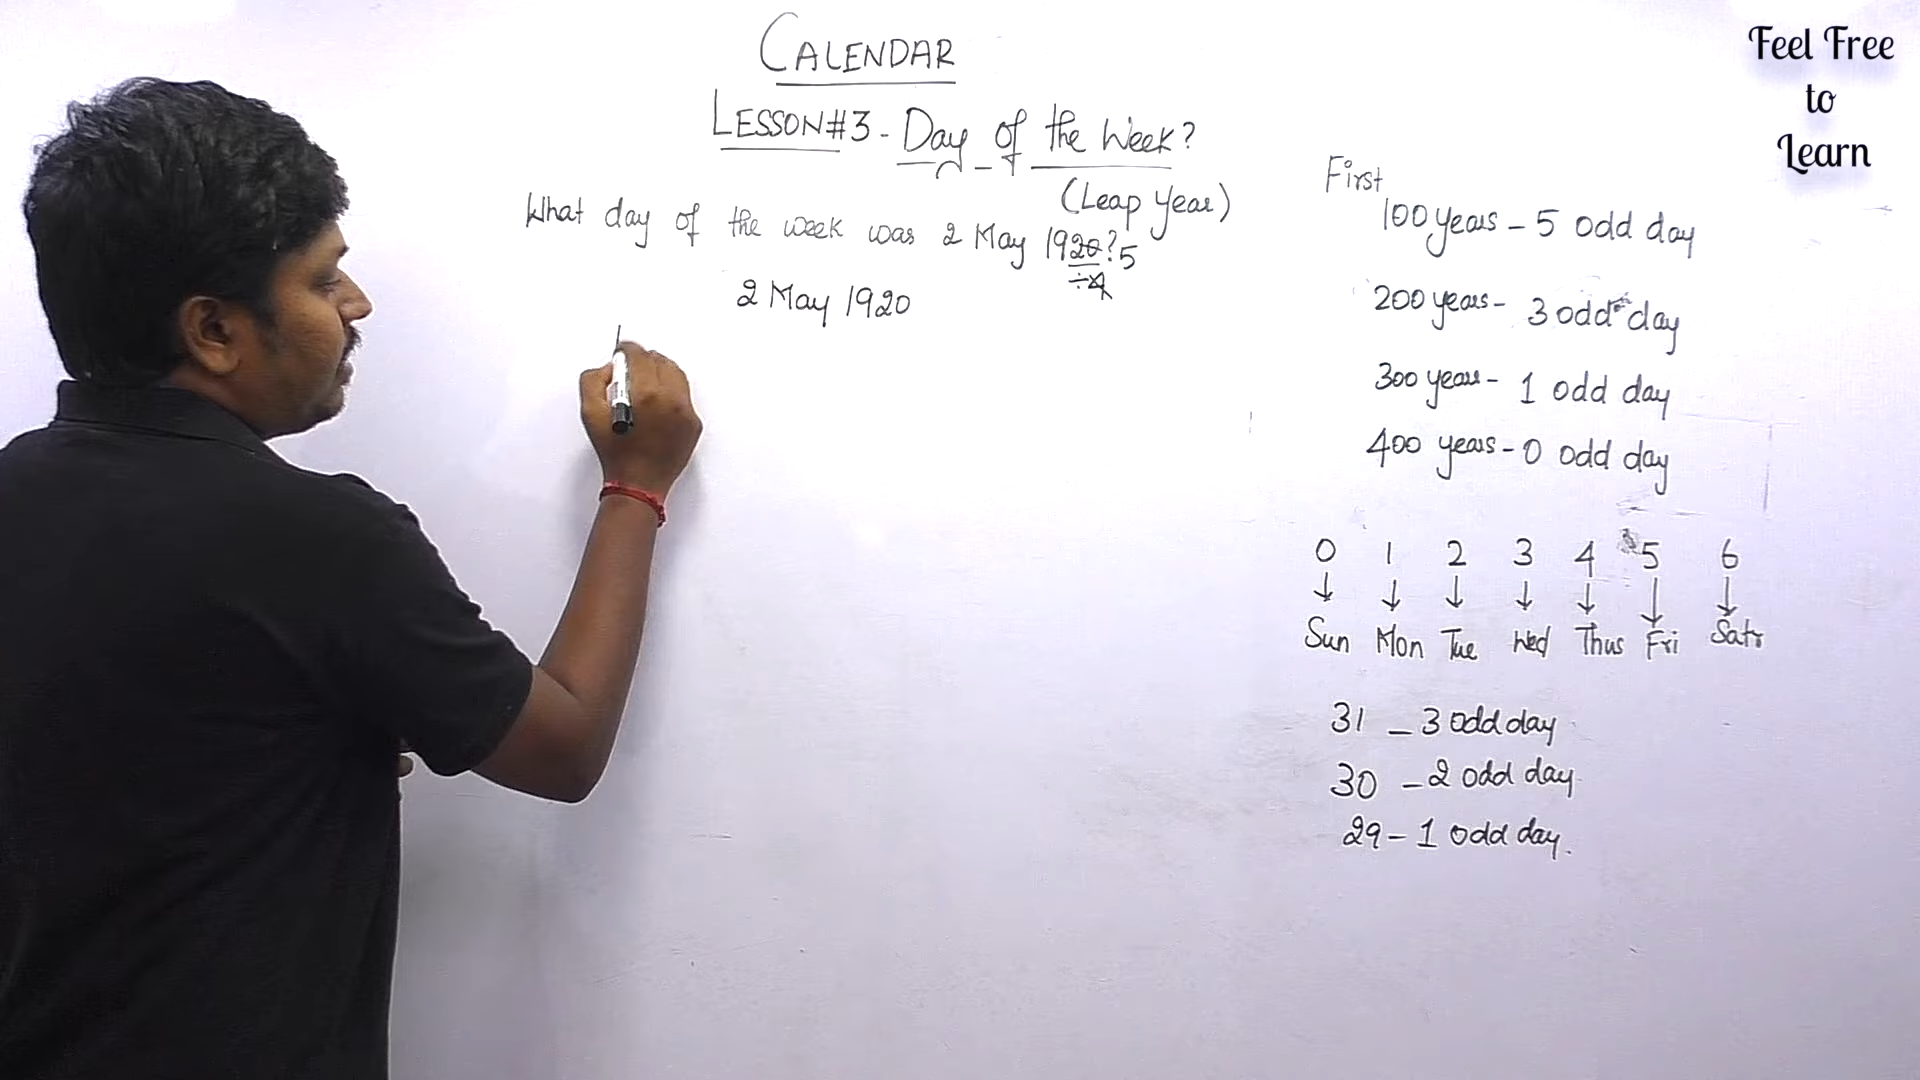 CALENDAR
LESSON#3 - Day of the Week?
(Leap Year)
What day of the week was 2 May 1920? 5
÷4
2 May 1920
Feel Free
to
Learn
First
100 years - 5 odd day
200 years - 3 odd day
300 years - 1 odd day
400 years - 0 odd day
0 1 2 3 4 5 6
↓ ↓ ↓ ↓ ↓ ↓ ↓
Sun Mon Tue Wed Thus Fri Satr
31 - 3 odd day
30 - 2 odd day
29 - 1 odd day.